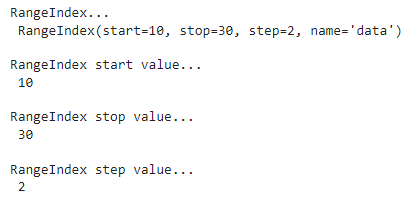 RangeIndex...
RangeIndex(start=10, stop=30, step=2, name='data')
RangeIndex start value...
10
RangeIndex stop value...
30
RangeIndex step value...
2